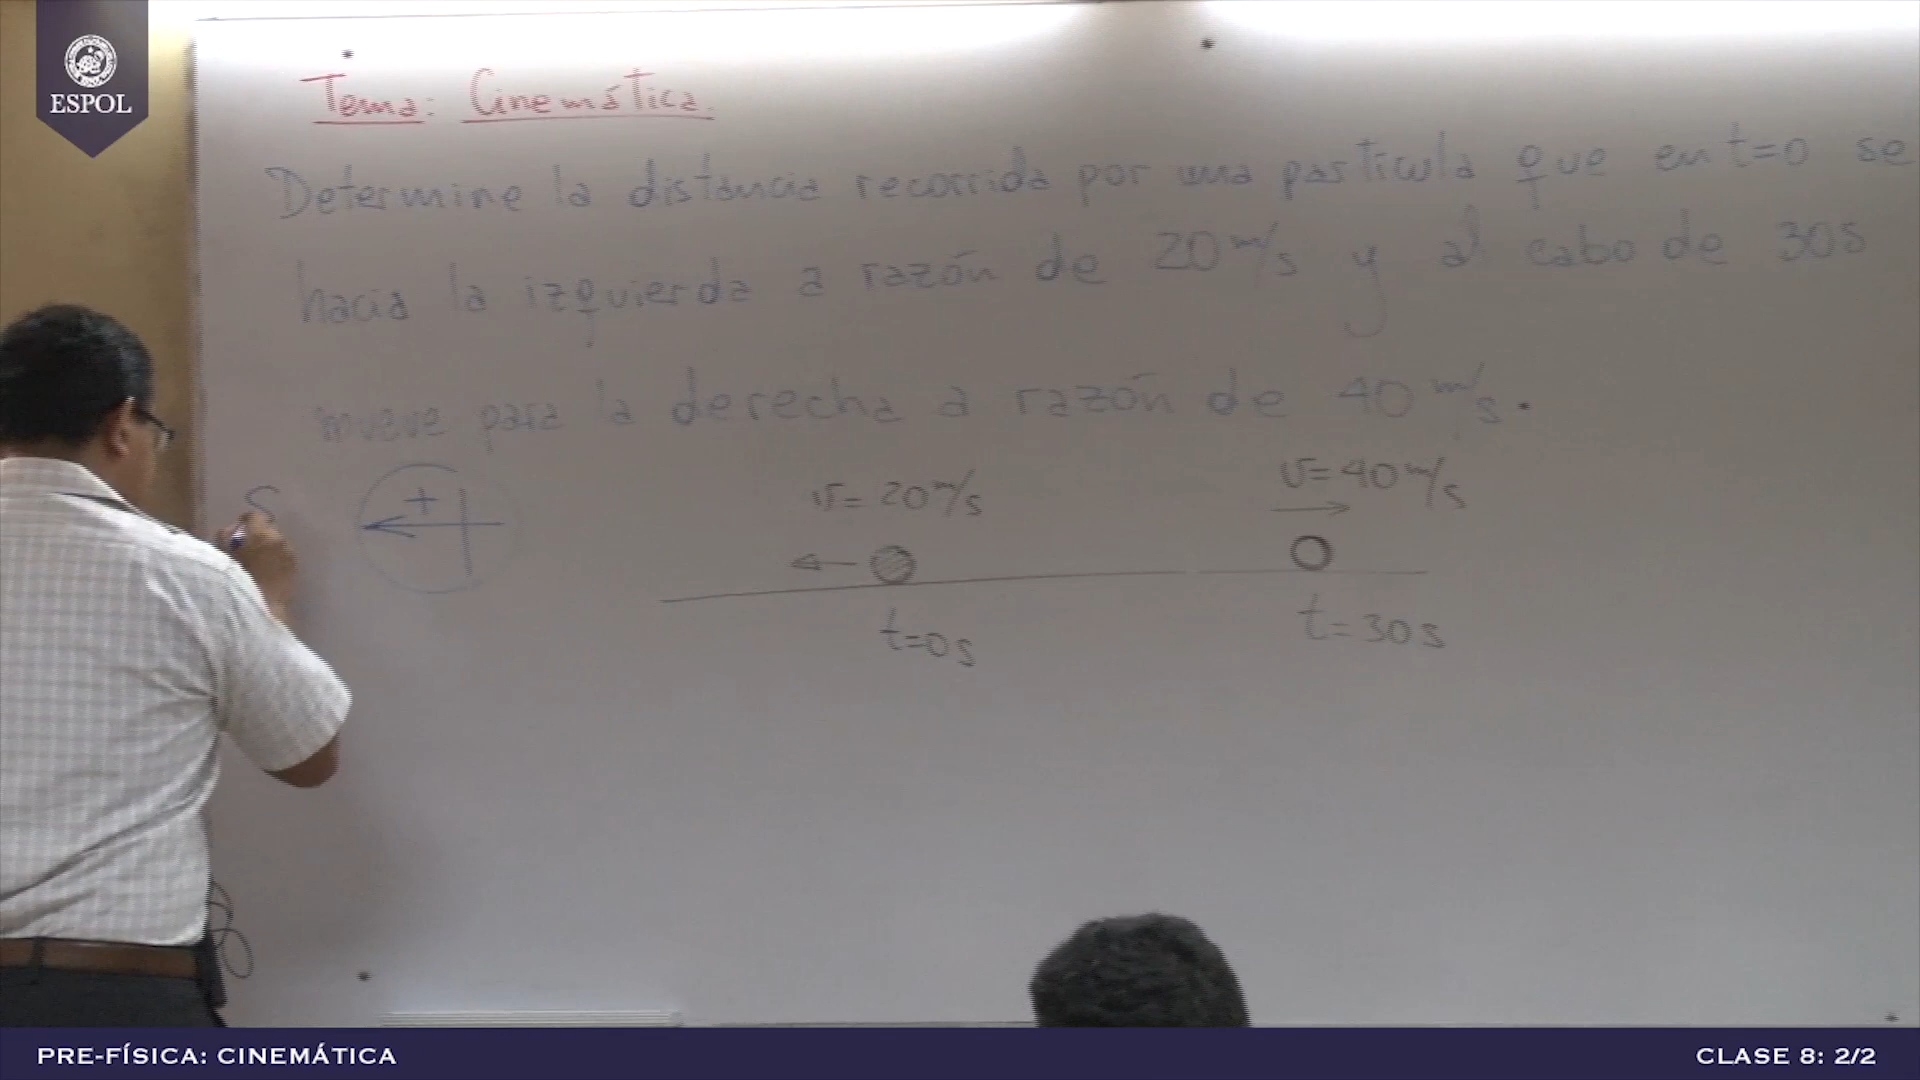 ESPOL
Tema: Cinemática.
Determine la distancia recorrida por una partícula que en t=0 se
hacia la izquierda a razón de 20 m/s y al cabo de 30s
mueve para la derecha a razón de 40 m/s.
S
+
v= 20 m/s
v= 40 m/s
t=0s
t=30s
PRE-FÍSICA: CINEMÁTICA
CLASE 8: 2/2